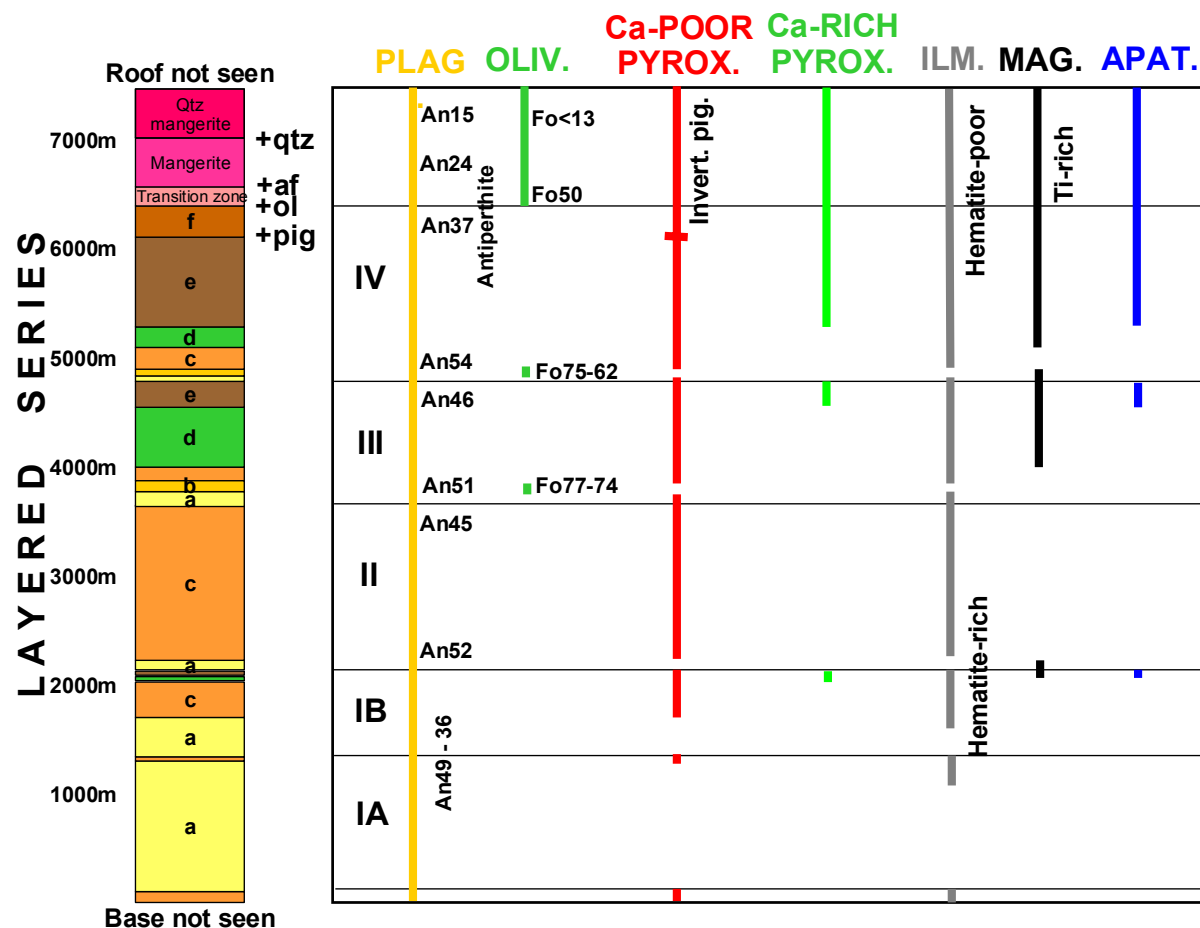 Ca-POOR
PYROX.
Ca-RICH
PYROX.
PLAG
OLIV.
ILM.
MAG.
APAT.
Roof not seen
LAYERED SERIES
7000m
6000m
5000m
4000m
3000m
2000m
1000m
Qtz
mangerite
Mangerite
Transition zone
f
e
d
c
e
d
b
a
c
a
c
a
a
Base not seen
+qtz
+af
+ol
+pig
IV
III
II
IB
IA
An15
An24
An37
An54
An46
An51
An45
An52
An49 - 36
Antiperthite
Fo<13
Fo50
Fo75-62
Fo77-74
Invert. pig.
Hematite-poor
Hematite-rich
Ti-rich